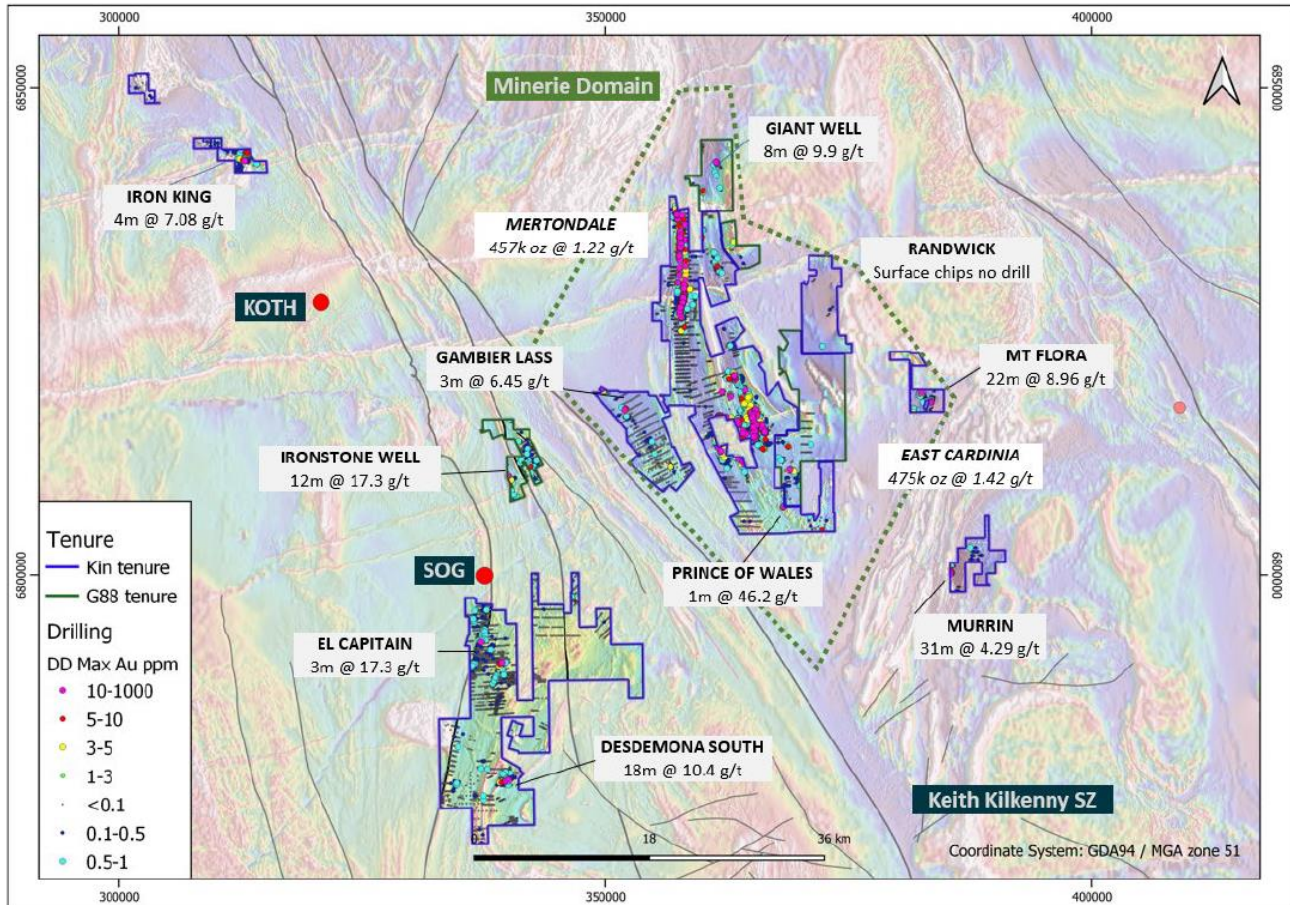 300000
350000
400000
6850000
6850000
Minerie Domain
GIANT WELL
8m @ 9.9 g/t
IRON KING
4m @ 7.08 g/t
MERTONDALE
457k oz @ 1.22 g/t
RANDWICK
Surface chips no drill
KOTH
GAMBIER LASS
3m @ 6.45 g/t
MT FLORA
22m @ 8.96 g/t
IRONSTONE WELL
12m @ 17.3 g/t
EAST CARDINIA
475k oz @ 1.42 g/t
Tenure
Kin tenure
G88 tenure
Drilling
DD Max Au ppm
10-1000
5-10
3-5
1-3
<0.1
0.1-0.5
0.5-1
6800000
6800000
SOG
PRINCE OF WALES
1m @ 46.2 g/t
MURRIN
31m @ 4.29 g/t
EL CAPITAIN
3m @ 17.3 g/t
DESDEMONA SOUTH
18m @ 10.4 g/t
Keith Kilkenny SZ
0
18
36 km
Coordinate System: GDA94 / MGA zone 51
300000
350000
400000